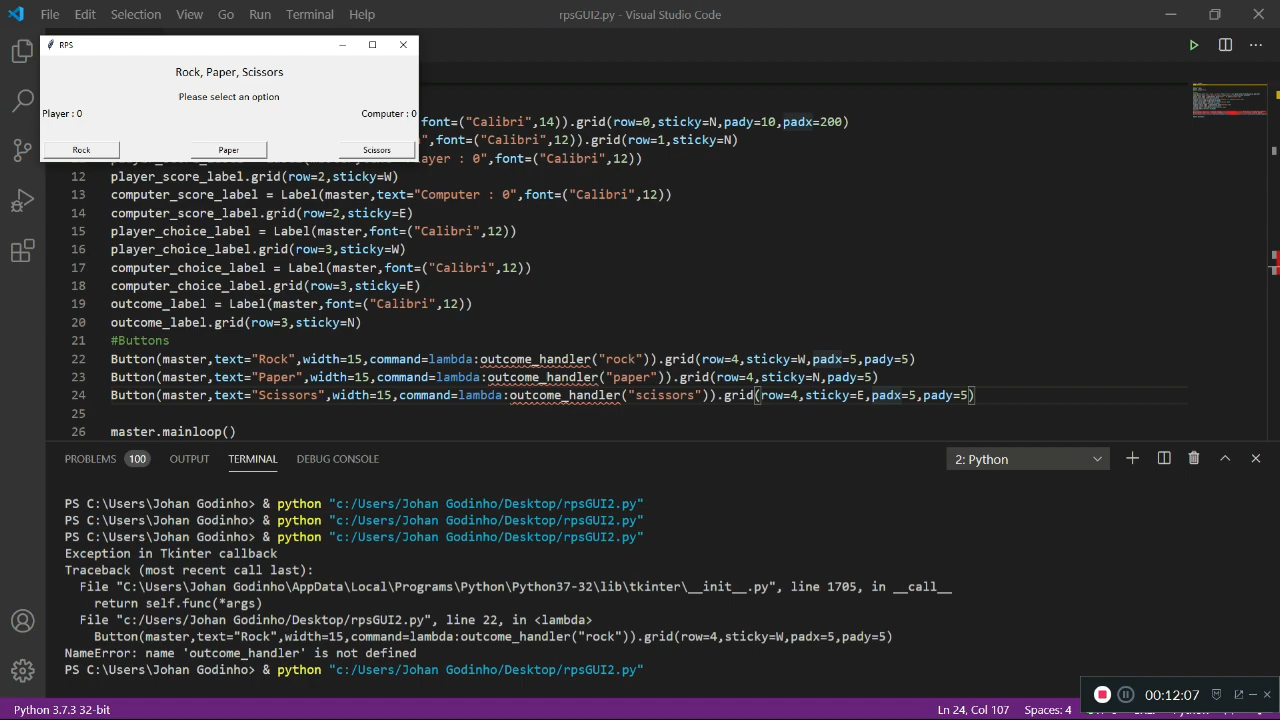 File Edit Selection View Go Run Terminal Help
rpsGUI2.py - Visual Studio Code
RPS
Rock, Paper, Scissors
Please select an option
Player : 0
Computer : 0
Rock
Paper
Scissors
font=("Calibri",14)).grid(row=0,sticky=N,pady=10,padx=200)
",font=("Calibri",12)).grid(row=1,sticky=N)
ayer : 0",font=("Calibri",12))
12 player_score_label.grid(row=2,sticky=W)
13 computer_score_label = Label(master,text="Computer : 0",font=("Calibri",12))
14 computer_score_label.grid(row=2,sticky=E)
15 player_choice_label = Label(master,font=("Calibri",12))
16 player_choice_label.grid(row=3,sticky=W)
17 computer_choice_label = Label(master,font=("Calibri",12))
18 computer_choice_label.grid(row=3,sticky=E)
19 outcome_label = Label(master,font=("Calibri",12))
20 outcome_label.grid(row=3,sticky=N)
21 #Buttons
22 Button(master,text="Rock",width=15,command=lambda:outcome_handler("rock")).grid(row=4,sticky=W,padx=5,pady=5)
23 Button(master,text="Paper",width=15,command=lambda:outcome_handler("paper")).grid(row=4,sticky=N,pady=5)
24 Button(master,text="Scissors",width=15,command=lambda:outcome_handler("scissors")).grid(row=4,sticky=E,padx=5,pady=5)
25
26 master.mainloop()
PROBLEMS 100 OUTPUT TERMINAL DEBUG CONSOLE
2: Python
PS C:\Users\Johan Godinho> & python "c:/Users/Johan Godinho/Desktop/rpsGUI2.py"
PS C:\Users\Johan Godinho> & python "c:/Users/Johan Godinho/Desktop/rpsGUI2.py"
PS C:\Users\Johan Godinho> & python "c:/Users/Johan Godinho/Desktop/rpsGUI2.py"
Exception in Tkinter callback
Traceback (most recent call last):
File "C:\Users\Johan Godinho\AppData\Local\Programs\Python\Python37-32\lib\tkinter\__init__.py", line 1705, in __call__
return self.func(*args)
File "c:/Users/Johan Godinho/Desktop/rpsGUI2.py", line 22, in <lambda>
Button(master,text="Rock",width=15,command=lambda:outcome_handler("rock")).grid(row=4,sticky=W,padx=5,pady=5)
NameError: name 'outcome_handler' is not defined
PS C:\Users\Johan Godinho> & python "c:/Users/Johan Godinho/Desktop/rpsGUI2.py"
00:12:07
Python 3.7.3 32-bit
Ln 24, Col 107 Spaces: 4